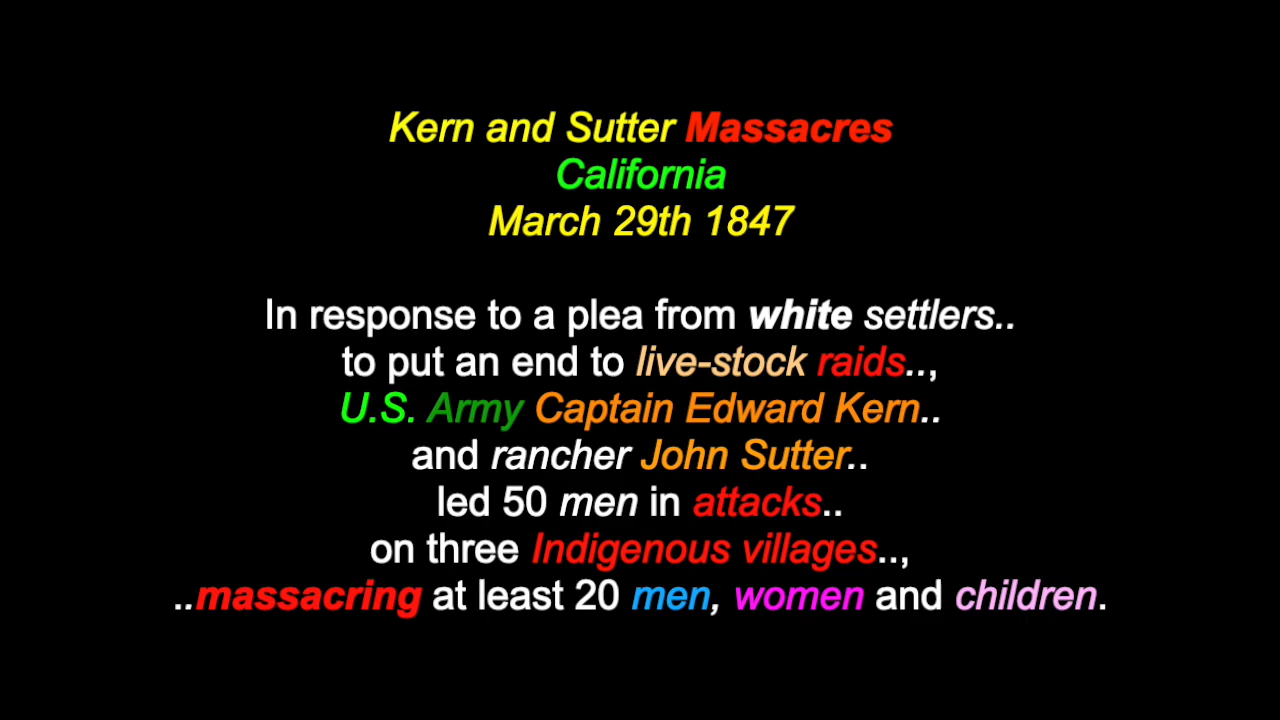 Kern and Sutter Massacres
California
March 29th 1847
In response to a plea from white settlers..
to put an end to live-stock raids..,
U.S. Army Captain Edward Kern..
and rancher John Sutter..
led 50 men in attacks..
on three Indigenous villages..,
..massacring at least 20 men, women and children.